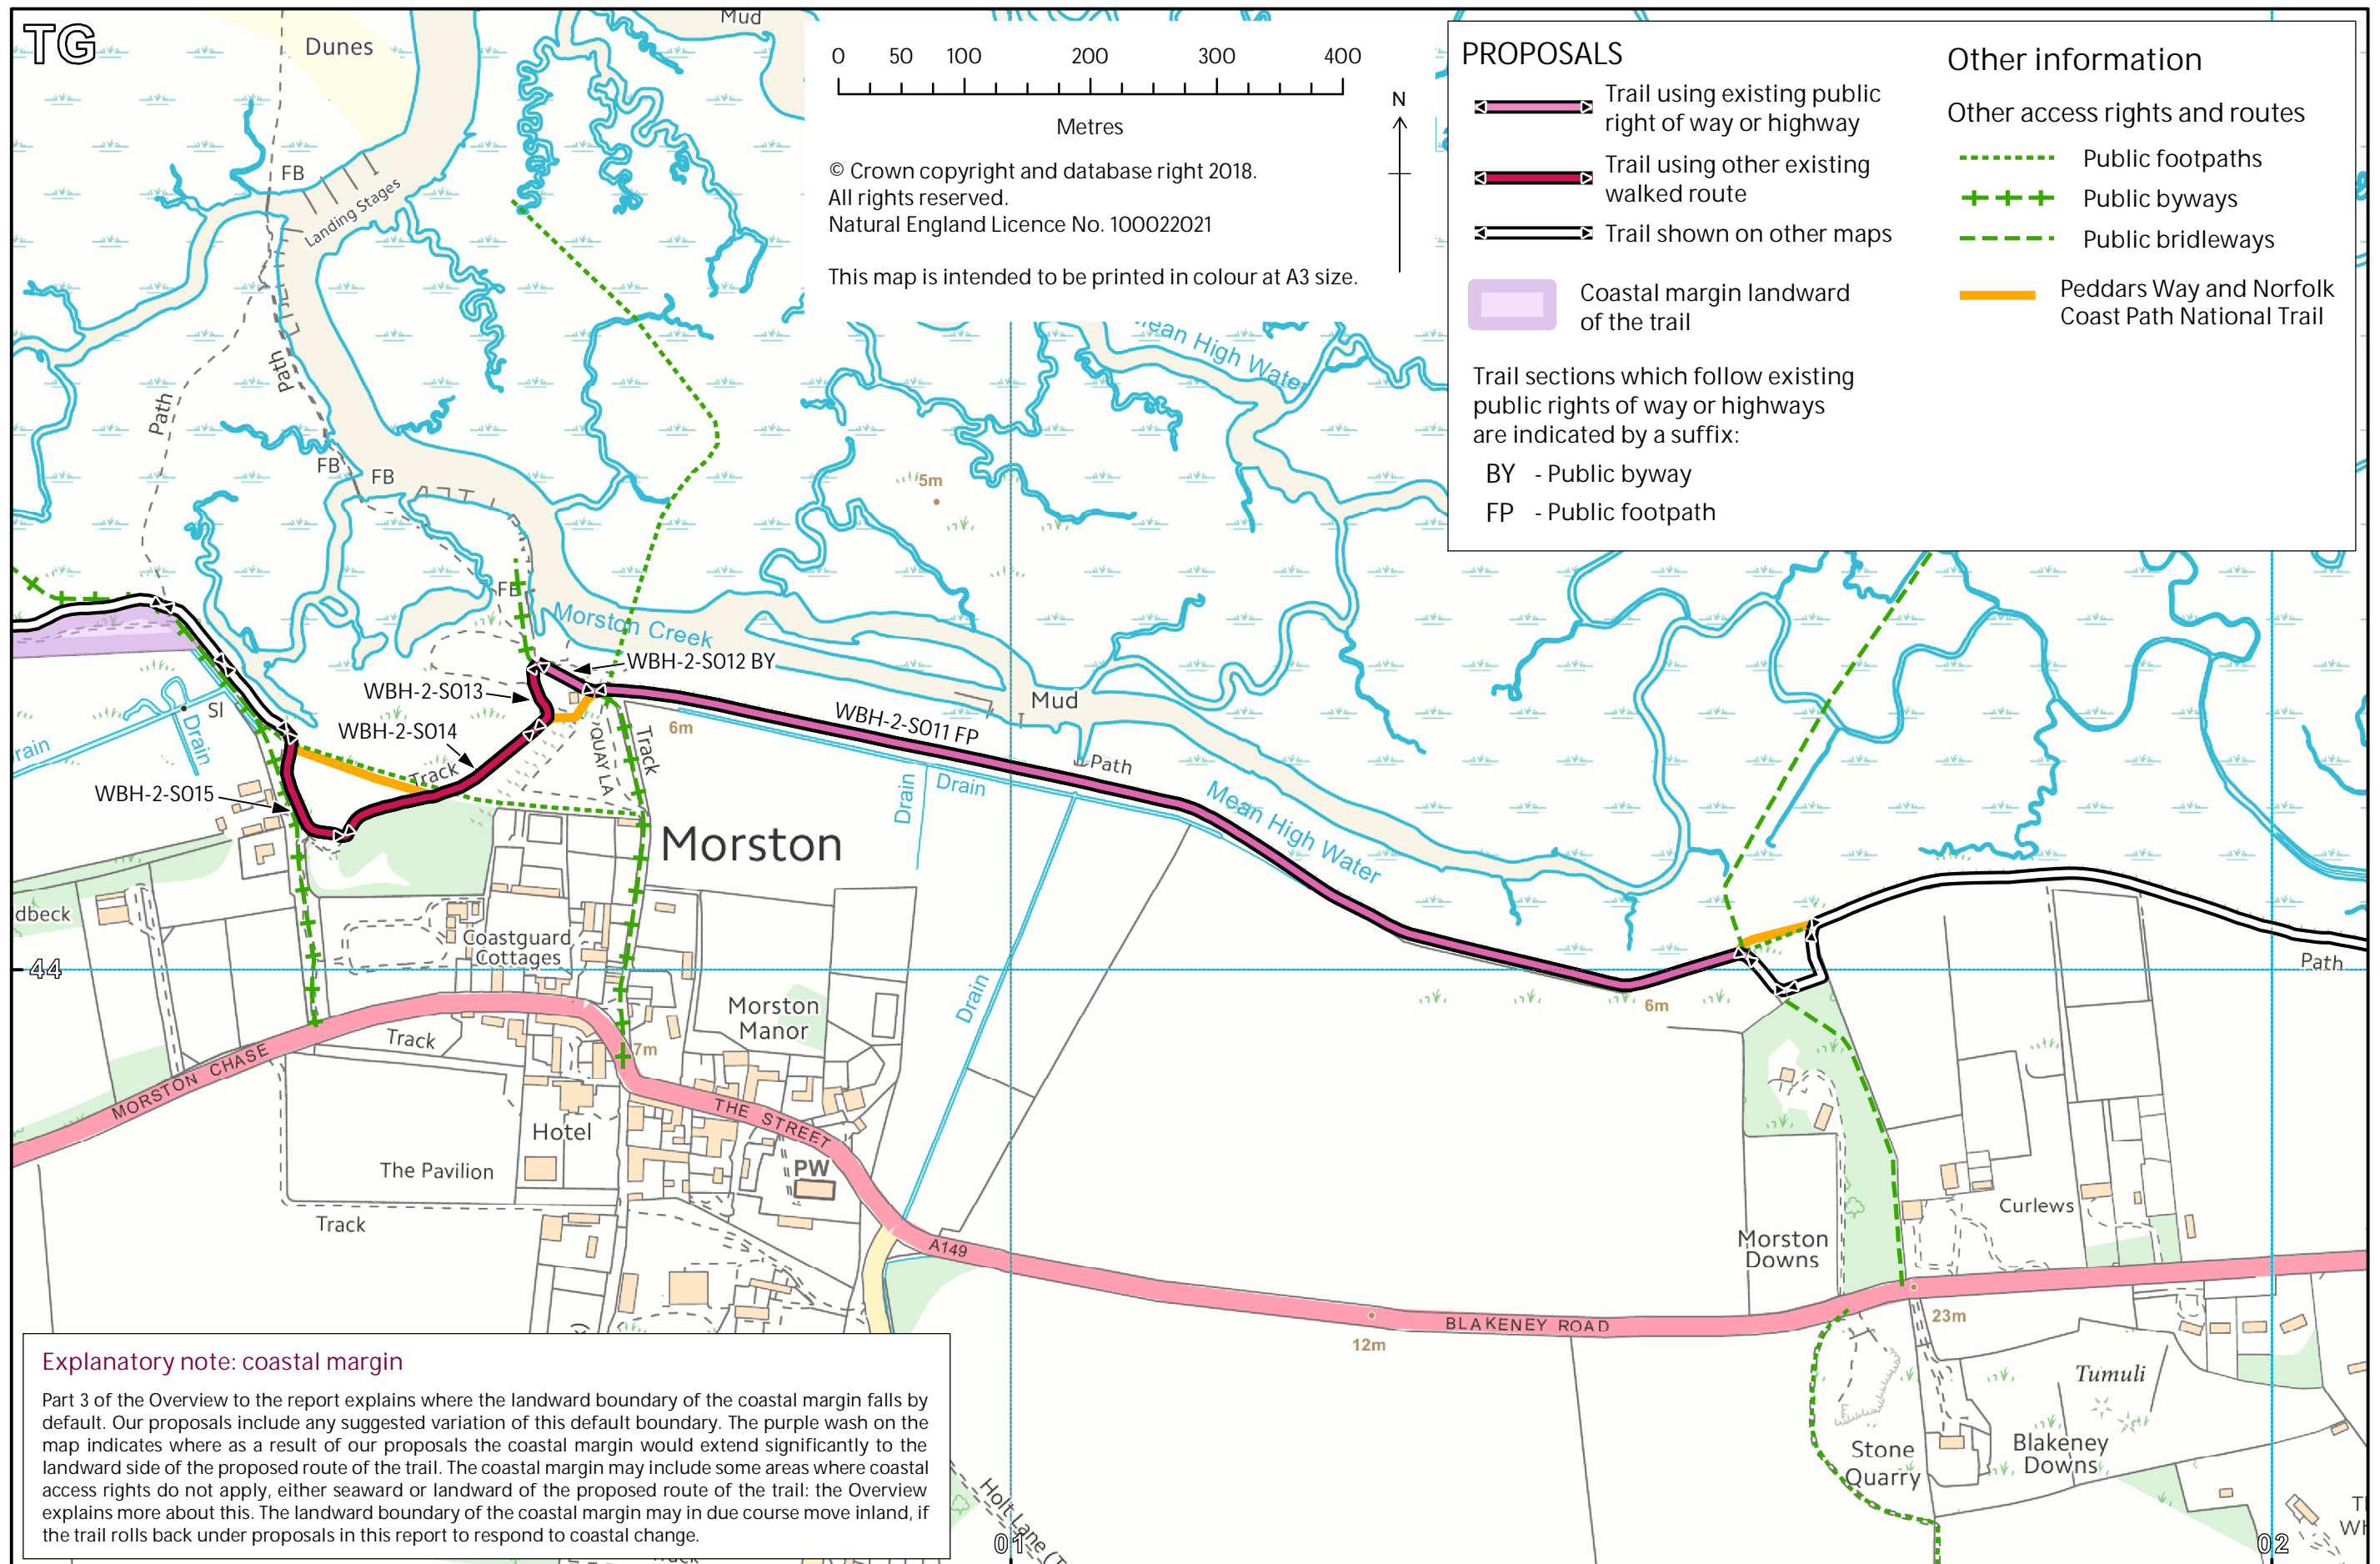 TG
Dunes
Mud
FB
Landing Stages
Path
Path
FB
FB
FB
0 50 100 200 300 400
Metres
© Crown copyright and database right 2018.
All rights reserved.
Natural England Licence No. 100022021
This map is intended to be printed in colour at A3 size.
N
PROPOSALS
Trail using existing public
right of way or highway
Trail using other existing
walked route
Trail shown on other maps
Coastal margin landward
of the trail
Trail sections which follow existing
public rights of way or highways
are indicated by a suffix:
BY - Public byway
FP - Public footpath
Other information
Other access rights and routes
Public footpaths
Public byways
Public bridleways
Peddars Way and Norfolk
Coast Path National Trail
Mean High Water
5m
Morston Creek
WBH-2-S012 BY
WBH-2-S013
WBH-2-S014
WBH-2-S015
WBH-2-S011 FP
Sl
Drain
Track
QUAY LA
Track
6m
Mud
Path
Drain
Drain
Mean High Water
Morston
Coastguard
Cottages
44
Drain
6m
Path
Morston
Manor
Track
7m
MORSTON CHASE
THE STREET
Hotel
The Pavilion
PW
Track
A149
Morston
Downs
Curlews
BLAKENEY ROAD
12m
23m
Tumuli
Stone
Quarry
Blakeney
Downs
Holt Lane
01
02
Explanatory note: coastal margin
Part 3 of the Overview to the report explains where the landward boundary of the coastal margin falls by
default. Our proposals include any suggested variation of this default boundary. The purple wash on the
map indicates where as a result of our proposals the coastal margin would extend significantly to the
landward side of the proposed route of the trail. The coastal margin may include some areas where coastal
access rights do not apply, either seaward or landward of the proposed route of the trail: the Overview
explains more about this. The landward boundary of the coastal margin may in due course move inland, if
the trail rolls back under proposals in this report to respond to coastal change.